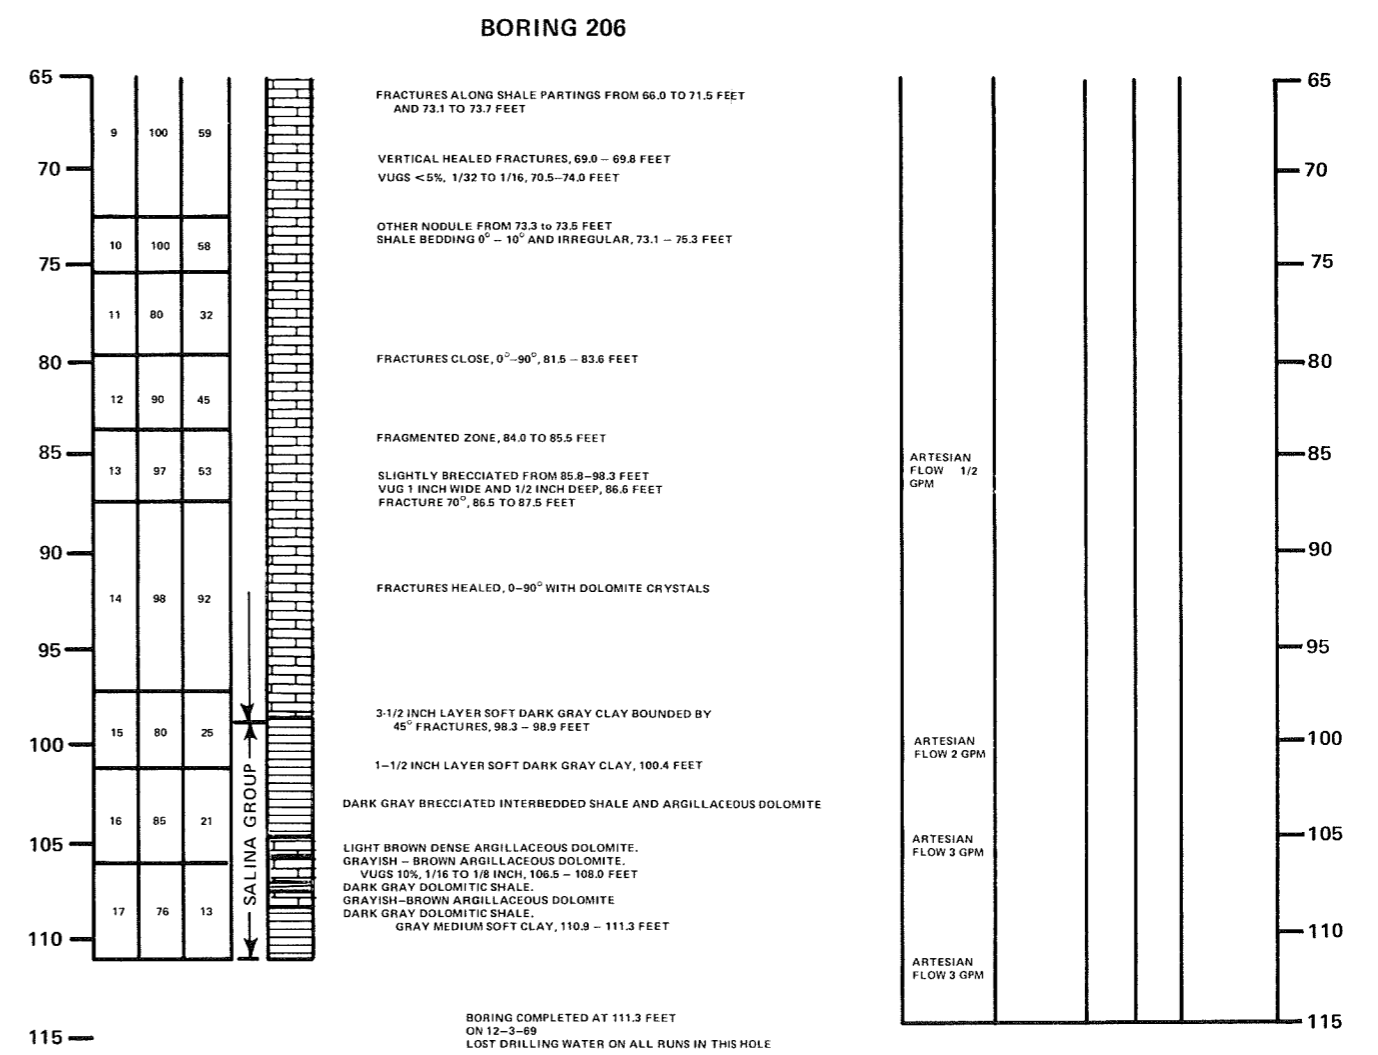 BORING 206
65
65
FRACTURES ALONG SHALE PARTINGS FROM 66.0 TO 71.5 FEET
AND 73.1 TO 73.7 FEET
9 100 59
VERTICAL HEALED FRACTURES, 69.0 – 69.8 FEET
70
70
VUGS <5%, 1/32 TO 1/16, 70.5–74.0 FEET
OTHER NODULE FROM 73.3 to 73.5 FEET
SHALE BEDDING 0° – 10° AND IRREGULAR, 73.1 – 75.3 FEET
10 100 58
75
75
11 80 32
FRACTURES CLOSE, 0°–90°, 81.5 – 83.6 FEET
80
80
12 90 45
FRAGMENTED ZONE, 84.0 TO 85.5 FEET
85
85
ARTESIAN
FLOW 1/2
GPM
13 97 53
SLIGHTLY BRECCIATED FROM 85.8–98.3 FEET
VUG 1 INCH WIDE AND 1/2 INCH DEEP, 86.6 FEET
FRACTURE 70°, 86.5 TO 87.5 FEET
90
90
FRACTURES HEALED, 0–90° WITH DOLOMITE CRYSTALS
14 98 92
95
95
3-1/2 INCH LAYER SOFT DARK GRAY CLAY BOUNDED BY
45° FRACTURES, 98.3 – 98.9 FEET
15 80 25
100
100
ARTESIAN
FLOW 2 GPM
1–1/2 INCH LAYER SOFT DARK GRAY CLAY, 100.4 FEET
SALINA GROUP
DARK GRAY BRECCIATED INTERBEDDED SHALE AND ARGILLACEOUS DOLOMITE
16 85 21
105
105
ARTESIAN
FLOW 3 GPM
LIGHT BROWN DENSE ARGILLACEOUS DOLOMITE.
GRAYISH – BROWN ARGILLACEOUS DOLOMITE.
VUGS 10%, 1/16 TO 1/8 INCH, 106.5 – 108.0 FEET
DARK GRAY DOLOMITIC SHALE.
GRAYISH–BROWN ARGILLACEOUS DOLOMITE
DARK GRAY DOLOMITIC SHALE.
GRAY MEDIUM SOFT CLAY, 110.9 – 111.3 FEET
17 76 13
110
110
ARTESIAN
FLOW 3 GPM
BORING COMPLETED AT 111.3 FEET
ON 12–3–69
LOST DRILLING WATER ON ALL RUNS IN THIS HOLE
115
115